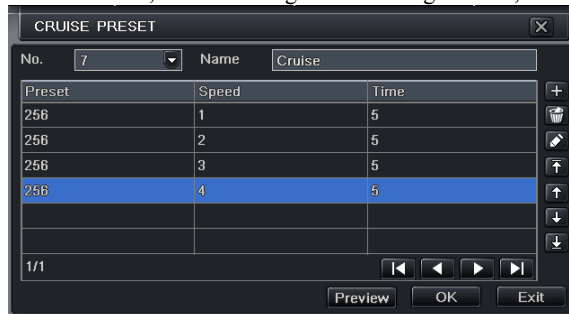 CRUISE PRESET
No. 7 Name Cruise
Preset Speed Time
256 1 5
256 2 5
256 3 5
256 4 5
1/1
Preview OK Exit